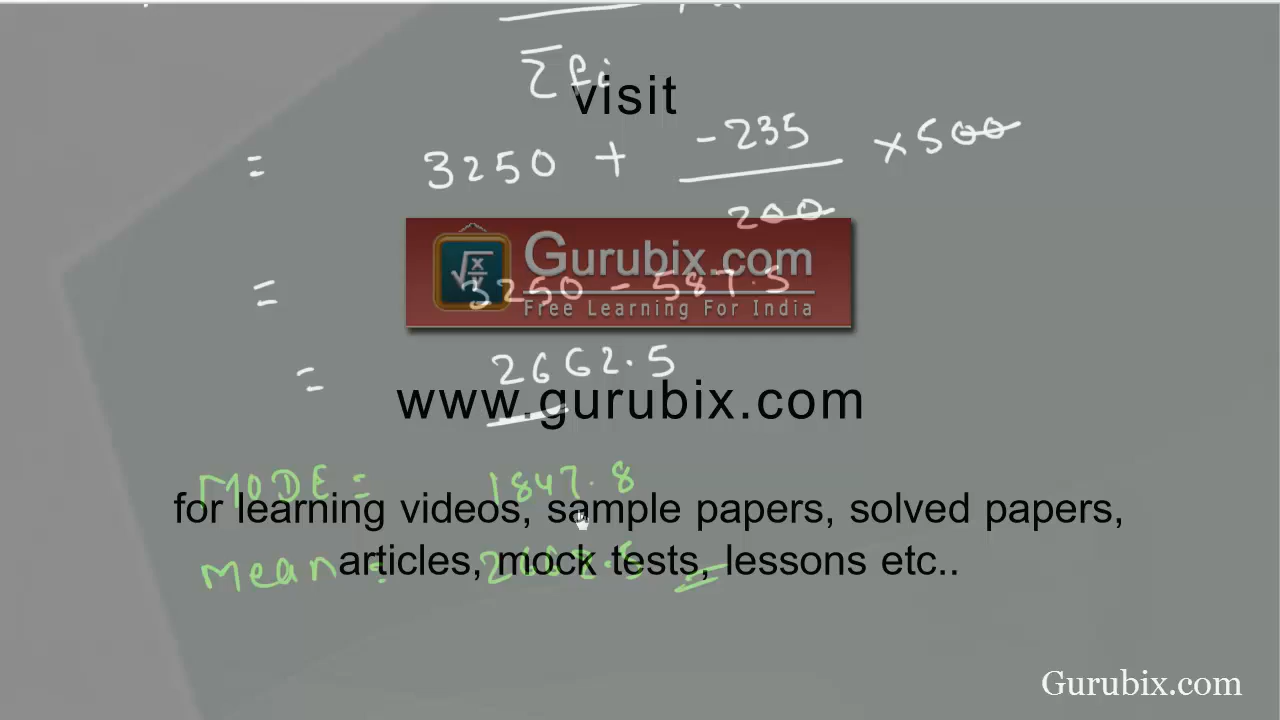 Σfi
visit
= 3250 + -235 × 500
200
Gurubix.com
= 3250 - 587.5
Free Learning For India
= 2662.5
www.gurubix.com
MODE = 1847.8
for learning videos, sample papers, solved papers,
Mean = 2662.5
articles, mock tests, lessons etc..
Gurubix.com